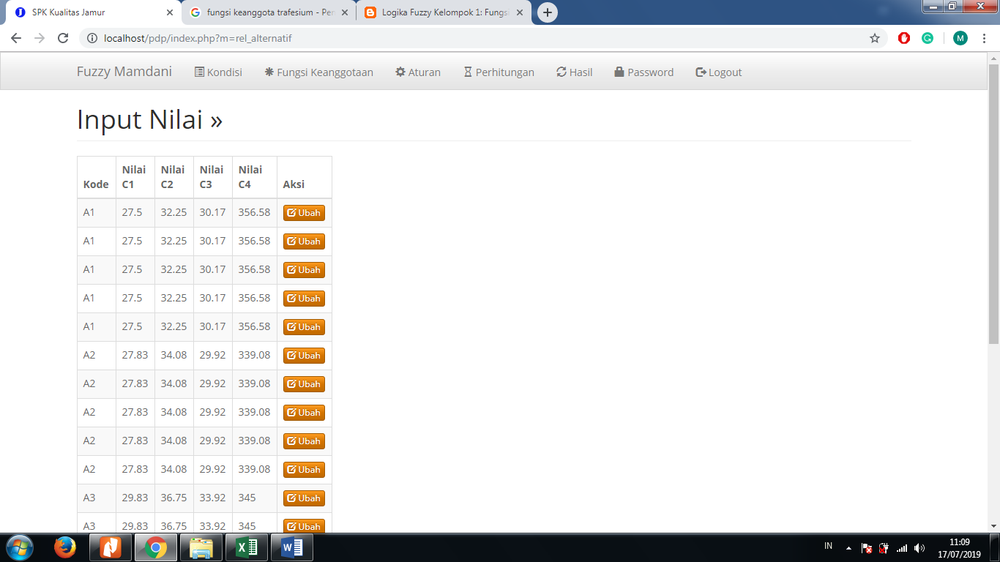 SPK Kualitas Jamur
fungsi keanggota trafesium - Pen
Logika Fuzzy Kelompok 1: Fungsi
localhost/pdp/index.php?m=rel_alternatif
M
Fuzzy Mamdani Kondisi Fungsi Keanggotaan Aturan Perhitungan Hasil Password Logout
Input Nilai »
Kode Nilai C1 Nilai C2 Nilai C3 Nilai C4 Aksi
A1 27.5 32.25 30.17 356.58 Ubah
A1 27.5 32.25 30.17 356.58 Ubah
A1 27.5 32.25 30.17 356.58 Ubah
A1 27.5 32.25 30.17 356.58 Ubah
A1 27.5 32.25 30.17 356.58 Ubah
A2 27.83 34.08 29.92 339.08 Ubah
A2 27.83 34.08 29.92 339.08 Ubah
A2 27.83 34.08 29.92 339.08 Ubah
A2 27.83 34.08 29.92 339.08 Ubah
A2 27.83 34.08 29.92 339.08 Ubah
A3 29.83 36.75 33.92 345 Ubah
A3 29.83 36.75 33.92 345 Ubah
IN
11:09
17/07/2019